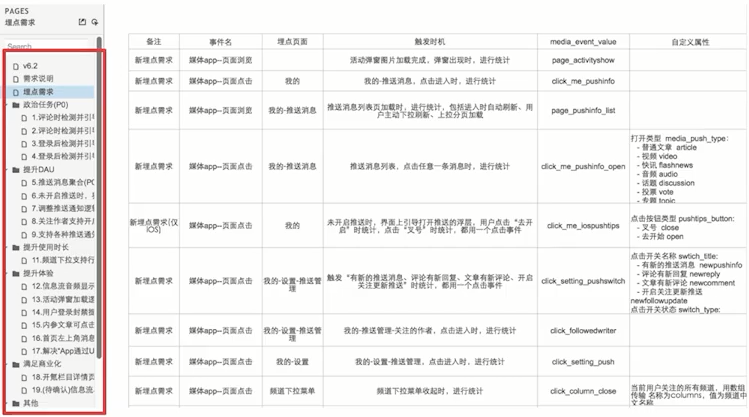 PAGES
埋点需求
Search
v6.2
需求说明
埋点需求
政治任务(P0)
1.评论时检测并引导
2.评论时检测并引导
3.登录后检测并引导
4.登录后检测并引导
提升DAU
5.推送消息聚合(P0
6.未开启推送时，
7.调整推送通知逻辑
8.关注作者支持开启
9.支持各种推送通知
提升使用时长
11.频道下拉支持
提升体验
12.信息流音频显示
13.活动弹窗加载逻
14.用户登录封禁
15.内参文章可点击
16.首页左上角消息
17.解决“App通过U
满足商业化
18.开氪栏目详情页
19.(待确认)信息流
其他
备注 事件名 埋点页面 触发时机 media_event_value 自定义属性
新埋点需求 媒体app--页面浏览 活动弹窗图片加载完成，弹窗出现时，进行统计 page_activityshow
新埋点需求 媒体app--页面点击 我的 我的-推送消息，点击进入时，进行统计 click_me_pushinfo
新埋点需求 媒体app--页面浏览 我的-推送消息 推送消息列表页加载时，进行统计，包括进入时自动刷新、用
户主动下拉刷新、上拉分页加载 page_pushinfo_list
新埋点需求 媒体app--页面点击 我的-推送消息 推送消息列表，点击任意一条消息时，进行统计 click_me_pushinfo_open
打开类型 media_push_type：
- 普通文章 article
- 视频 video
- 快讯 flashnews
- 音频 audio
- 话题 discussion
- 投票 vote
- 专题 topic
新埋点需求(仅
iOS) 媒体app--页面点击 我的 未开启推送时，界面上引导打开推送的浮层，用户点击“去开
启”时统计，点击“叉号”时统计，都用一个点击事件 click_me_iospushtips
点击按钮类型 pushtips_button:
- 叉号 close
- 去开始 open
新埋点需求 媒体app--页面点击 我的-设置-推送管
理 触发“有新的推送消息、评论有新回复、文章有新评论、开启
关注更新推送”时统计，都用一个点击事件 click_setting_pushswitch
点击开关名称 swtich_title:
- 有新的推送消息 newpushinfo
- 评论有新回复 newreply
- 文章有新评论 newcomment
- 开启关注更新推送
newfollowupdate
点击开关状态 switch_type:
新埋点需求 媒体app--页面点击 我的-设置-推送管
理 我的-推送管理-关注的作者，点击进入时，进行统计 click_followedwriter
新埋点需求 媒体app--页面点击 我的-设置 我的-设置-推送管理，点击进入时，进行统计 click_setting_push
新埋点需求 媒体app--页面点击 频道下拉菜单 频道下拉菜单收起时，进行统计 click_column_close
当前用户关注的所有频道，用数组
传输 名称为columns，值为频道中
文名称